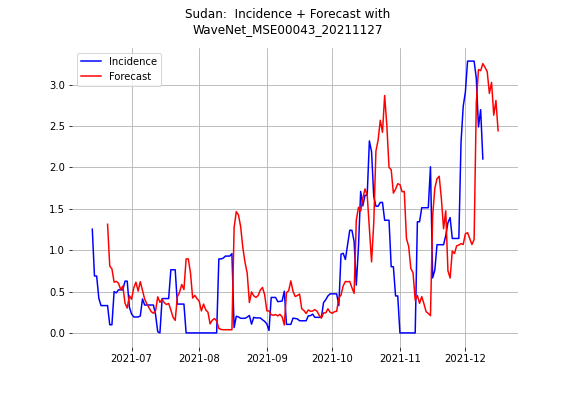 Sudan:  Incidence + Forecast with
WaveNet_MSE00043_20211127
Incidence
Forecast
3.0
2.5
2.0
1.5
1.0
0.5
0.0
2021-07 2021-08 2021-09 2021-10 2021-11 2021-12